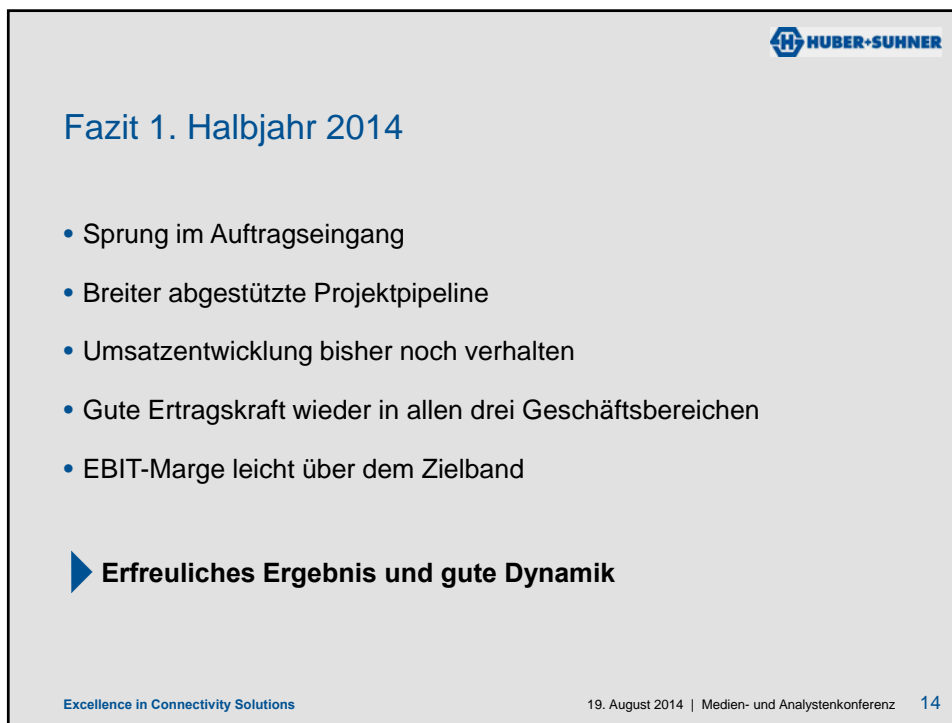 HUBER+SUHNER
Fazit 1. Halbjahr 2014
• Sprung im Auftragseingang
• Breiter abgestützte Projektpipeline
• Umsatzentwicklung bisher noch verhalten
• Gute Ertragskraft wieder in allen drei Geschäftsbereichen
• EBIT-Marge leicht über dem Zielband
Erfreuliches Ergebnis und gute Dynamik
Excellence in Connectivity Solutions 19. August 2014 | Medien- und Analystenkonferenz 14